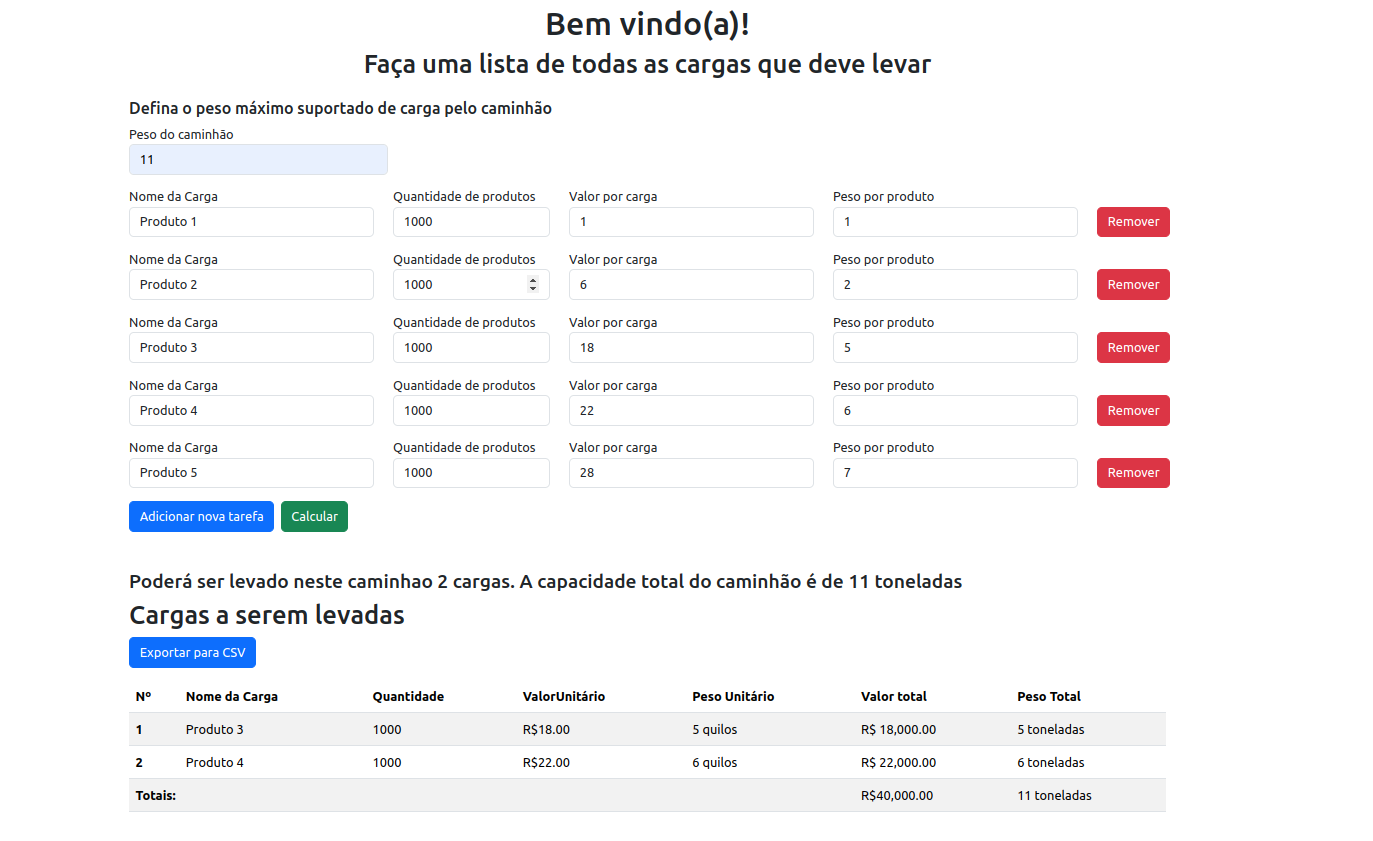 Bem vindo(a)!
Faça uma lista de todas as cargas que deve levar
Defina o peso máximo suportado de carga pelo caminhão
Peso do caminhão
11
Nome da Carga Quantidade de produtos Valor por carga Peso por produto
Produto 1 1000 1 1 Remover
Nome da Carga Quantidade de produtos Valor por carga Peso por produto
Produto 2 1000 6 2 Remover
Nome da Carga Quantidade de produtos Valor por carga Peso por produto
Produto 3 1000 18 5 Remover
Nome da Carga Quantidade de produtos Valor por carga Peso por produto
Produto 4 1000 22 6 Remover
Nome da Carga Quantidade de produtos Valor por carga Peso por produto
Produto 5 1000 28 7 Remover
Adicionar nova tarefa Calcular
Poderá ser levado neste caminhao 2 cargas. A capacidade total do caminhão é de 11 toneladas
Cargas a serem levadas
Exportar para CSV
Nº Nome da Carga Quantidade ValorUnitário Peso Unitário Valor total Peso Total
1 Produto 3 1000 R$18.00 5 quilos R$ 18,000.00 5 toneladas
2 Produto 4 1000 R$22.00 6 quilos R$ 22,000.00 6 toneladas
Totais: R$40,000.00 11 toneladas